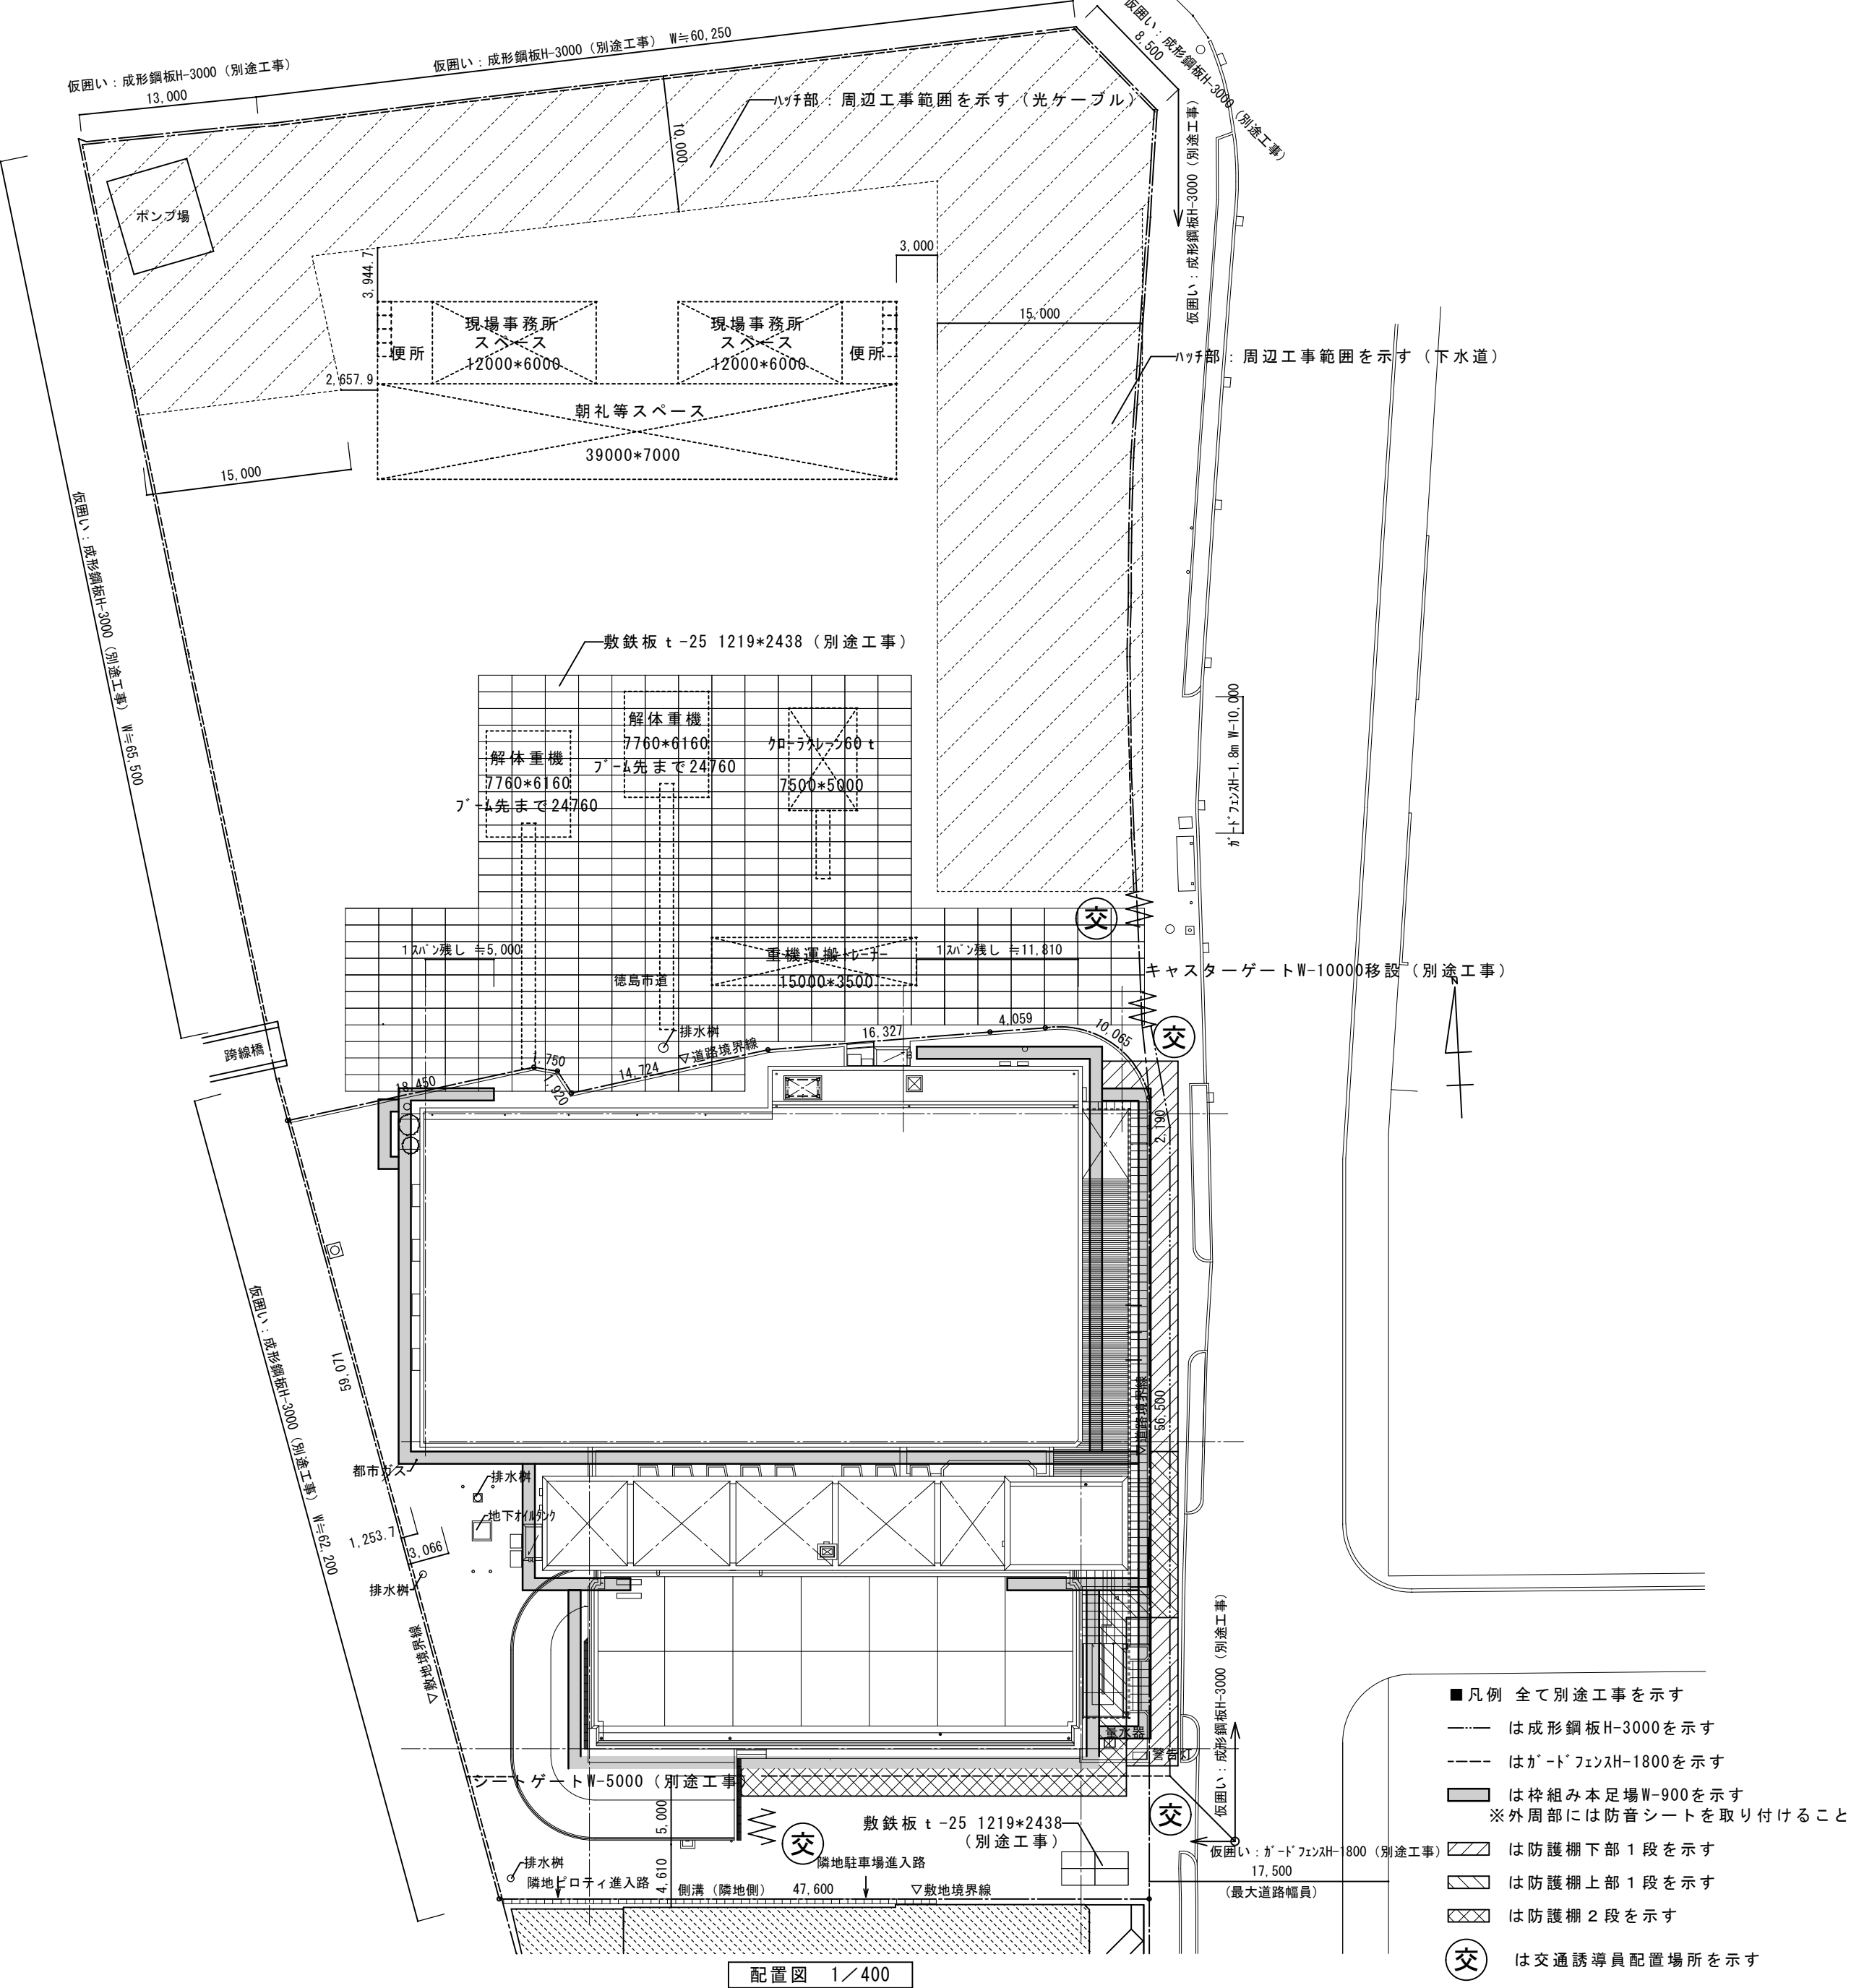 仮囲い：成形鋼板H-3000（別途工事）
13,000
仮囲い：成形鋼板H-3000（別途工事） W≒60,250
仮囲い：成形鋼板H-3000（別途工事）
8,500
ハッチ部：周辺工事範囲を示す（光ケーブル）
10,000
仮囲い：成形鋼板H-3000（別途工事）
ポンプ場
3,944.7
3,000
15,000
現場事務所
スペース
12000*6000
便所
現場事務所
スペース
12000*6000
便所
ハッチ部：周辺工事範囲を示す（下水道）
2,657.9
朝礼等スペース
39000*7000
15,000
仮囲い：成形鋼板H-3000（別途工事） W≒65,500
敷鉄板ｔ-25 1219*2438（別途工事）
解体重機
7760*6160
ﾌﾞｰﾑ先まで24760
解体重機
7760*6160
ﾌﾞｰﾑ先まで24760
ｸﾛｰﾗｸﾚｰﾝ60ｔ
7500*5000
ｶﾞｰﾄﾞﾌｪﾝｽH-1.8m W-10,000
交
1ｽﾊﾟﾝ残し ≒5,000
重機運搬ﾄﾚｰﾗｰ
15000*3500
1ｽﾊﾟﾝ残し ≒11,810
徳島市道
キャスターゲートW-10000移設（別途工事）
N
交
跨線橋
排水桝
▽道路境界線
16,327
4,059
10,065
1,750
14,724
18,450
1,920
2,190
仮囲い：成形鋼板H-3000（別途工事） W≒62,200
59,071
▽道路境界線
56,500
都市ガス
排水桝
地下ｵｲﾙﾀﾝｸ
1,253.7
3,066
排水桝
▽敷地境界線
仮囲い：成形鋼板H-3000（別途工事）
量水器
警告灯
シートゲートW-5000（別途工事）
5,000
交
交
敷鉄板ｔ-25 1219*2438
（別途工事）
仮囲い：ｶﾞｰﾄﾞﾌｪﾝｽH-1800（別途工事）
17,500
（最大道路幅員）
排水桝
隣地ピロティ進入路
4,610
側溝（隣地側）
47,600
隣地駐車場進入路
▽敷地境界線
■凡例 全て別途工事を示す
は成形鋼板H-3000を示す
はｶﾞｰﾄﾞﾌｪﾝｽH-1800を示す
は枠組み本足場W-900を示す
※外周部には防音シートを取り付けること
は防護棚下部１段を示す
は防護棚上部１段を示す
は防護棚２段を示す
交 は交通誘導員配置場所を示す
配置図 1／400